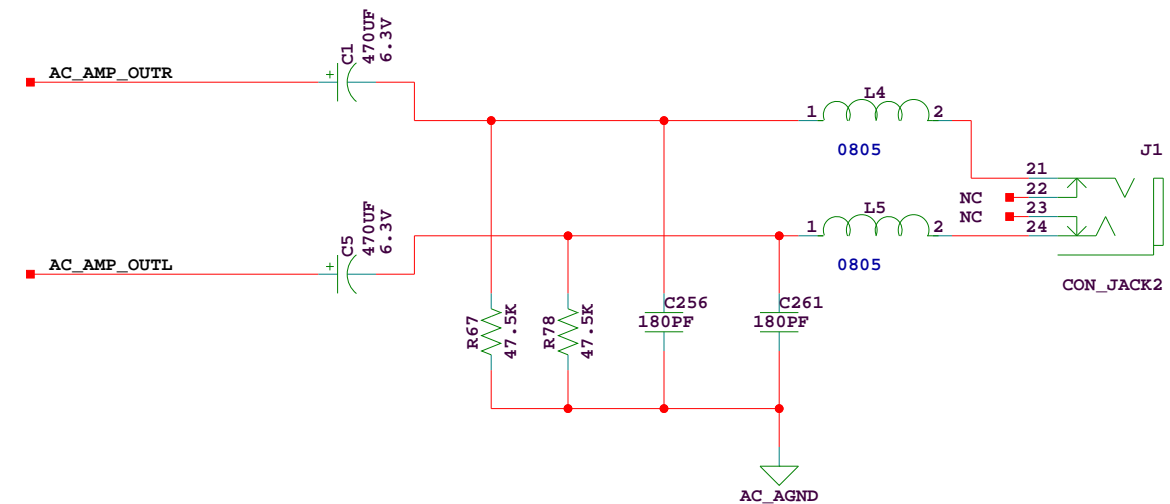 AC_AMP_OUTR
C1
470UF
6.3V
L4
1
2
0805
J1
21
22
NC
23
NC
24
L5
1
2
0805
CON_JACK2
AC_AMP_OUTL
C5
470UF
6.3V
R67
47.5K
R78
47.5K
C256
180PF
C261
180PF
AC_AGND
+
+